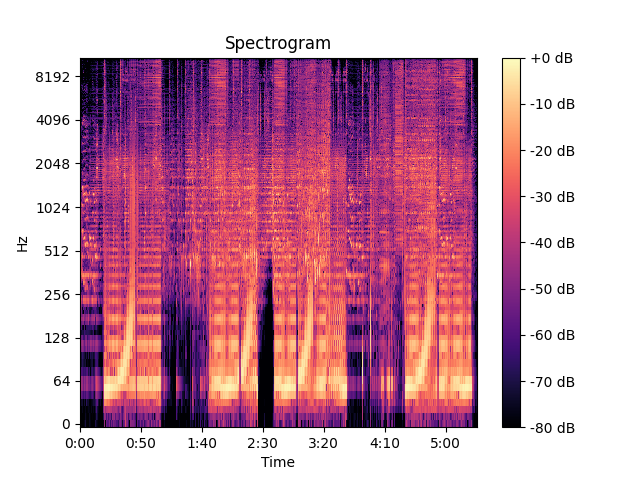 Spectrogram
+0 dB
8192
-10 dB
4096
-20 dB
2048
-30 dB
1024
Hz
512
-40 dB
256
-50 dB
128
-60 dB
64
-70 dB
0
-80 dB
0:00 0:50 1:40 2:30 3:20 4:10 5:00
Time